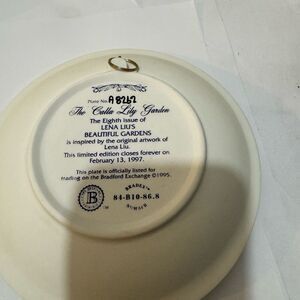 Plate No. A8262
The Calla Lily Garden
The Eighth issue of
LENA LIU'S
BEAUTIFUL GARDENS
is inspired by the original artwork of
Lena Liu.
This limited edition closes forever on
February 13, 1997.
This plate is officially listed for
trading on the Bradford Exchange ©1995.
BRADEX™
B
84-B10-86.8
NUMBER